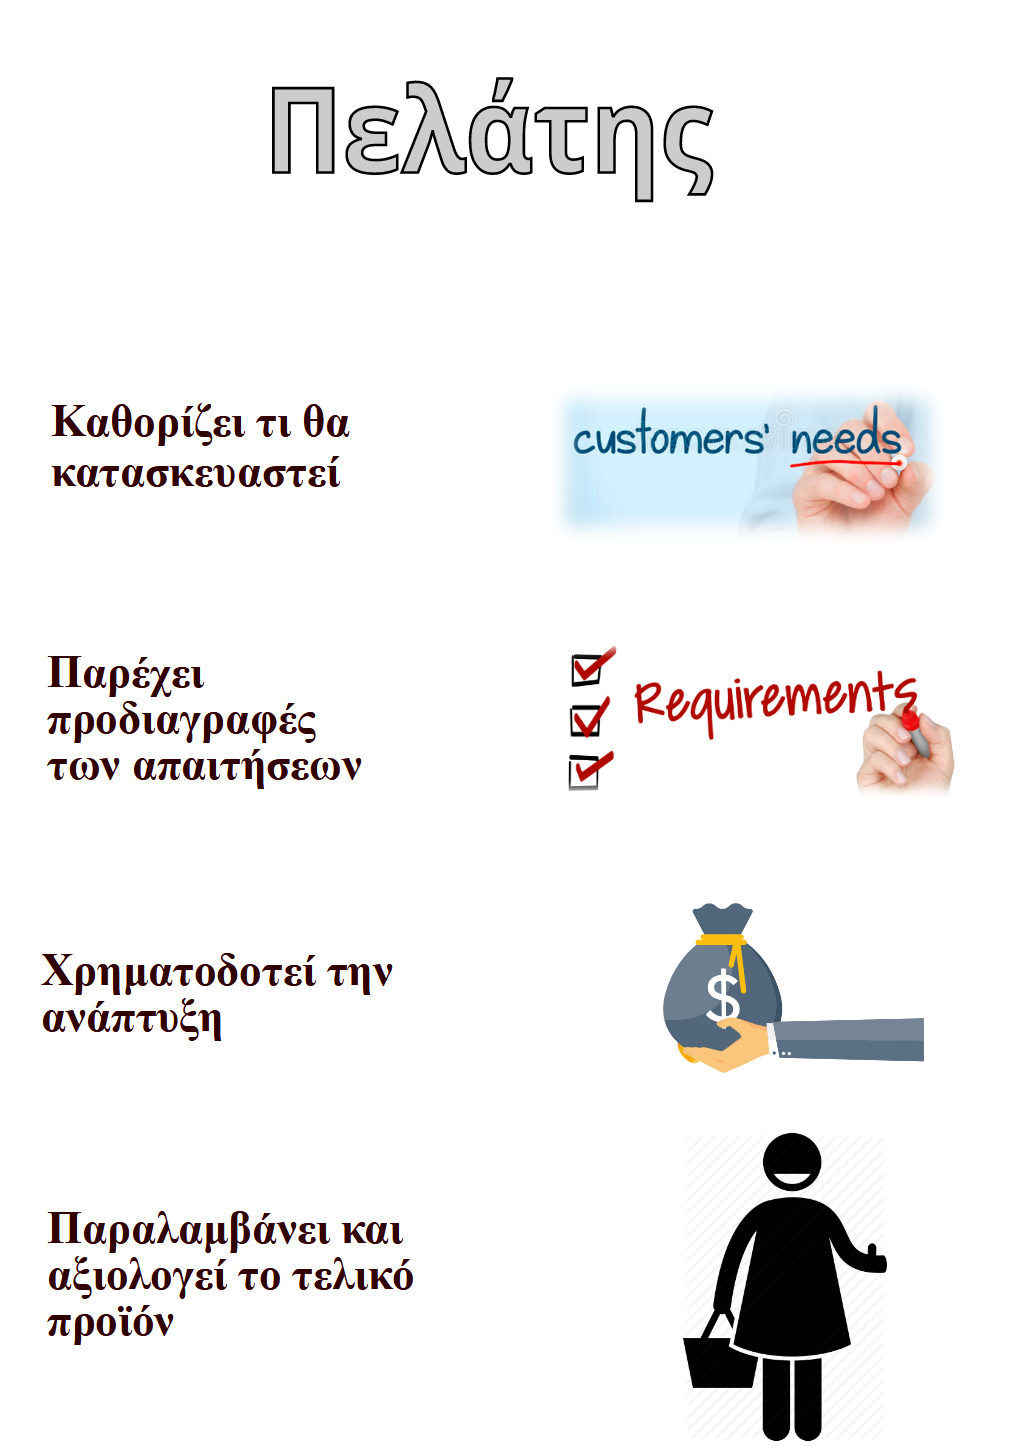 Πελάτης
Καθορίζει τι θα
κατασκευαστεί
customers' needs
Παρέχει
προδιαγραφές
των απαιτήσεων
Requirements
Χρηματοδοτεί την
ανάπτυξη
$
Παραλαμβάνει και
αξιολογεί το τελικό
προϊόν